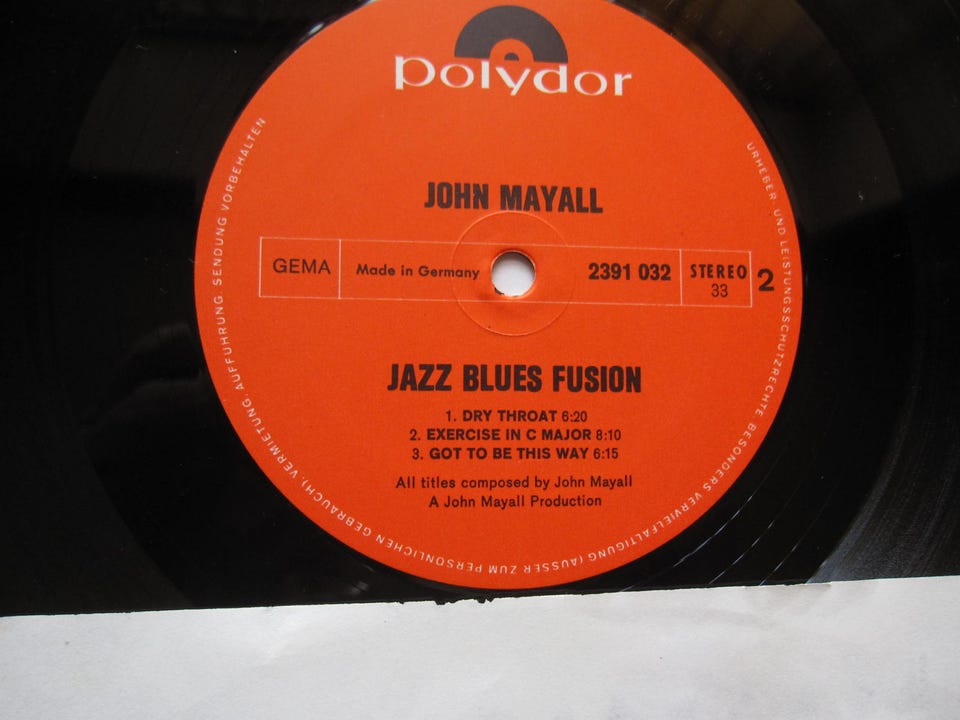 polydor
JOHN MAYALL
GEMA
Made in Germany
2391 032
STEREO
33
2
JAZZ BLUES FUSION
1. DRY THROAT 6:20
2. EXERCISE IN C MAJOR 8:10
3. GOT TO BE THIS WAY 6:15
All titles composed by John Mayall
A John Mayall Production
URHEBER- UND LEISTUNGSSCHUTZRECHTE BESONDERS VERVIELFÄLTIGUNG (AUSSER ZUM PERSÖNLICHEN GEBRAUCH), VERMIETUNG, AUFFÜHRUNG, SENDUNG VORBEHALTEN